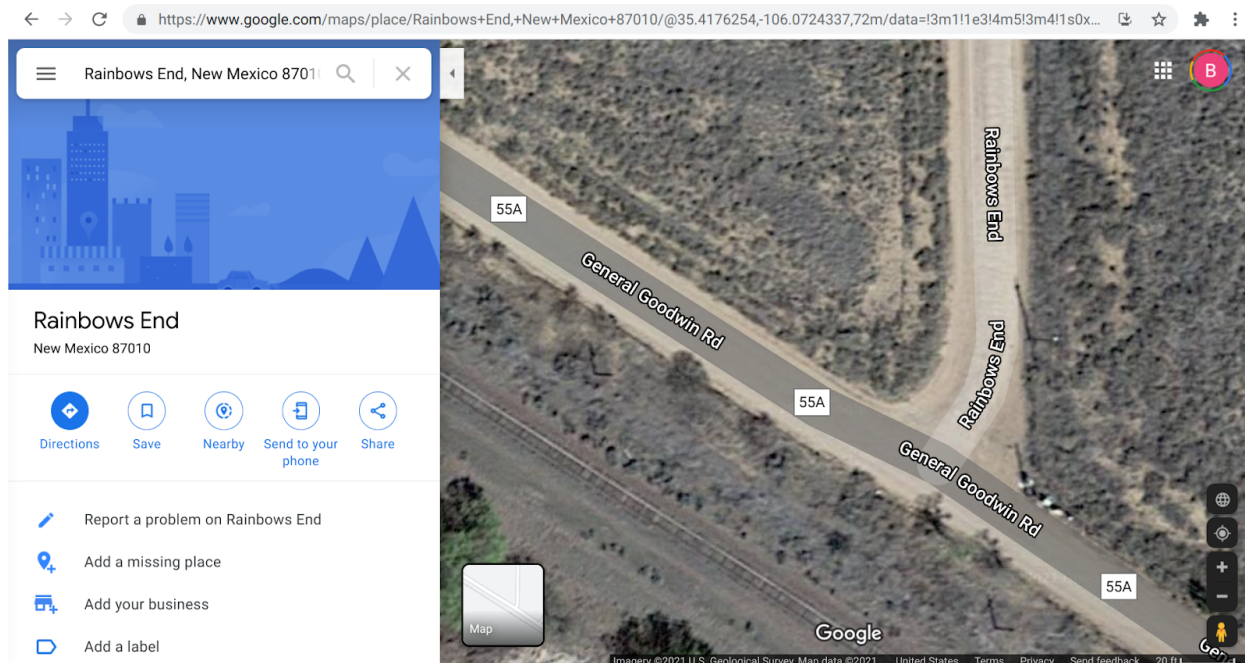 https://www.google.com/maps/place/Rainbows+End,+New+Mexico+87010/@35.4176254,-106.0724337,72m/data=!3m1!1e3!4m5!3m4!1s0x...
Rainbows End, New Mexico 8701
B
Rainbows End
New Mexico 87010
Directions
Save
Nearby
Send to your
phone
Share
Report a problem on Rainbows End
Add a missing place
Add your business
Add a label
55A
General Goodwin Rd
Rainbows End
Rainbows End
55A
General Goodwin Rd
55A
Map
Google
Imagery ©2021 U.S. Geological Survey, Map data ©2021 United States Terms Privacy Send feedback 20 ft